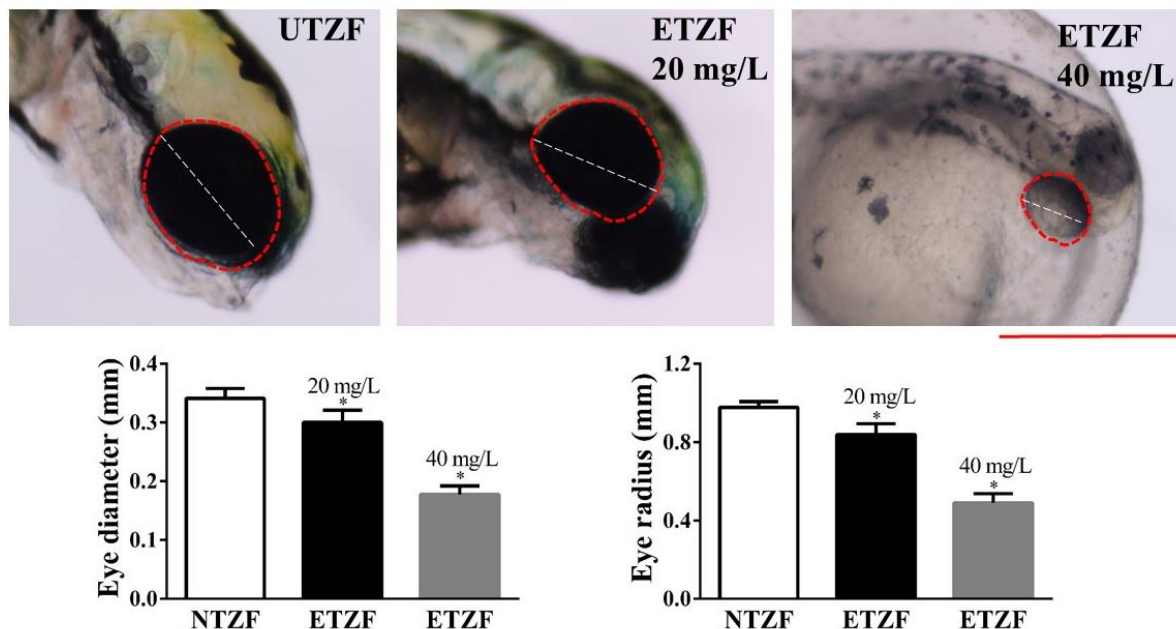 UTZF
ETZF
20 mg/L
ETZF
40 mg/L
Eye diameter (mm)
0.4
0.3
0.2
0.1
0.0
20 mg/L
*
40 mg/L
*
NTZF
ETZF
ETZF
Eye radius (mm)
1.2
0.8
0.4
0.0
20 mg/L
*
40 mg/L
*
NTZF
ETZF
ETZF